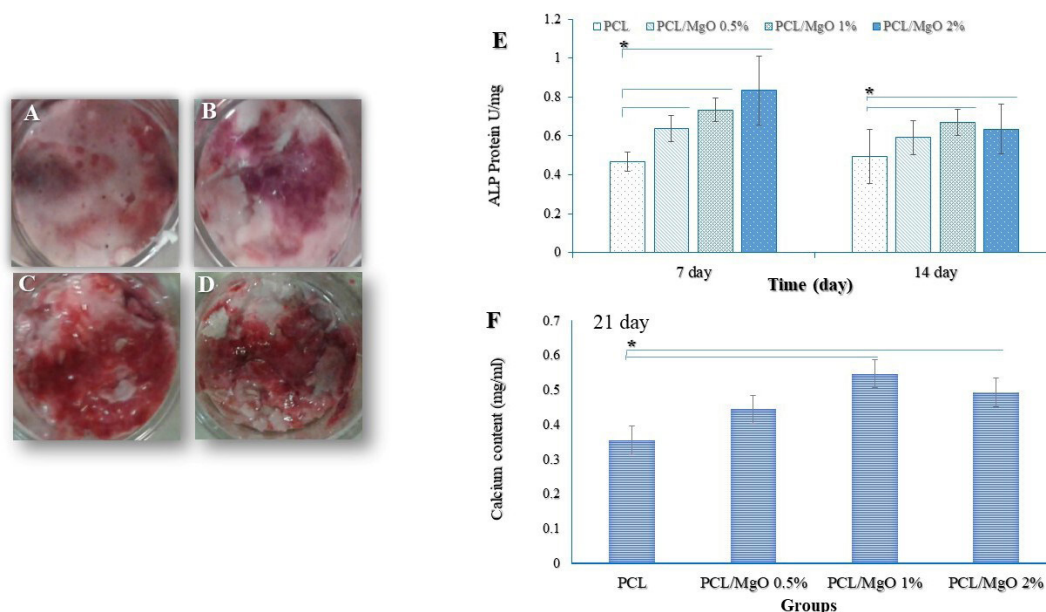 A
B
C
D
E
PCL PCL/MgO 0.5% PCL/MgO 1% PCL/MgO 2%
*
*
1.2
1
0.8
0.6
0.4
0.2
0
ALP Protein U/mg
7 day
14 day
Time (day)
F
21 day
*
0.7
0.6
0.5
0.4
0.3
0.2
0.1
0
Calcium content (mg/ml)
PCL PCL/MgO 0.5% PCL/MgO 1% PCL/MgO 2%
Groups